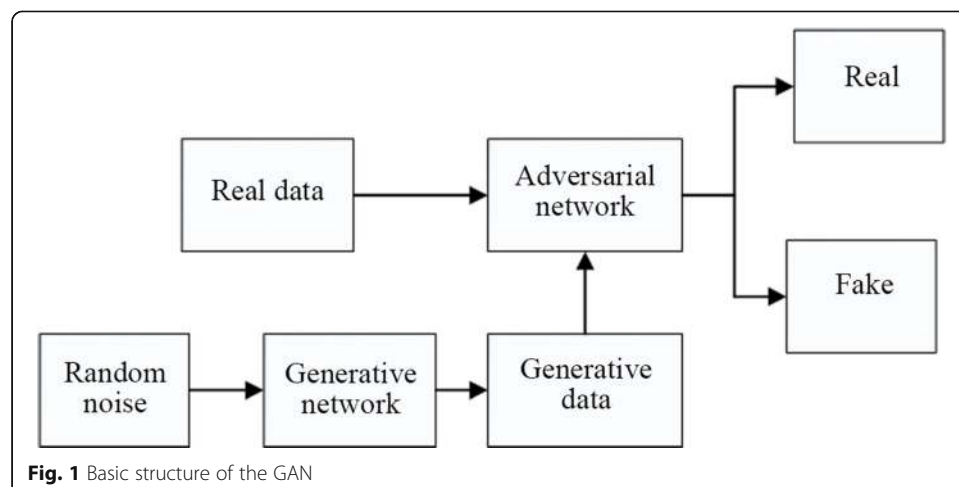 Real
Real data
Adversarial
network
Fake
Random
noise
Generative
network
Generative
data
Fig. 1 Basic structure of the GAN